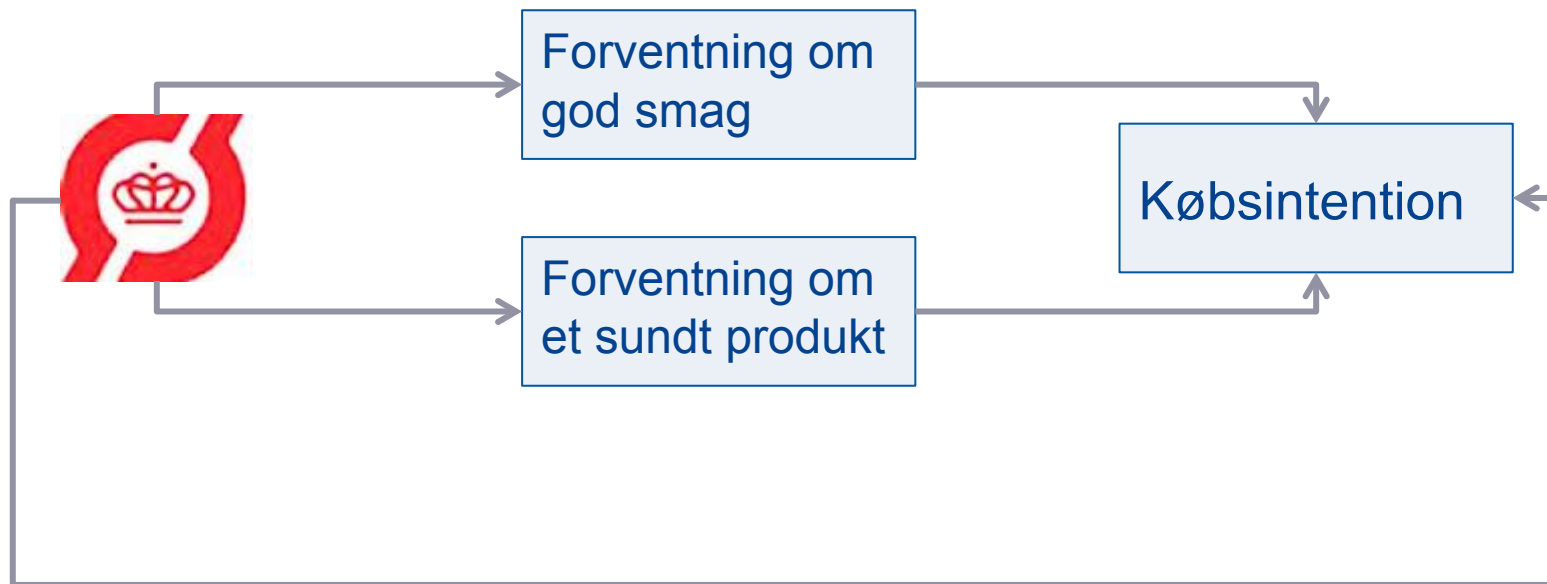 Forventning om
god smag
Købsintention
Forventning om
et sundt produkt